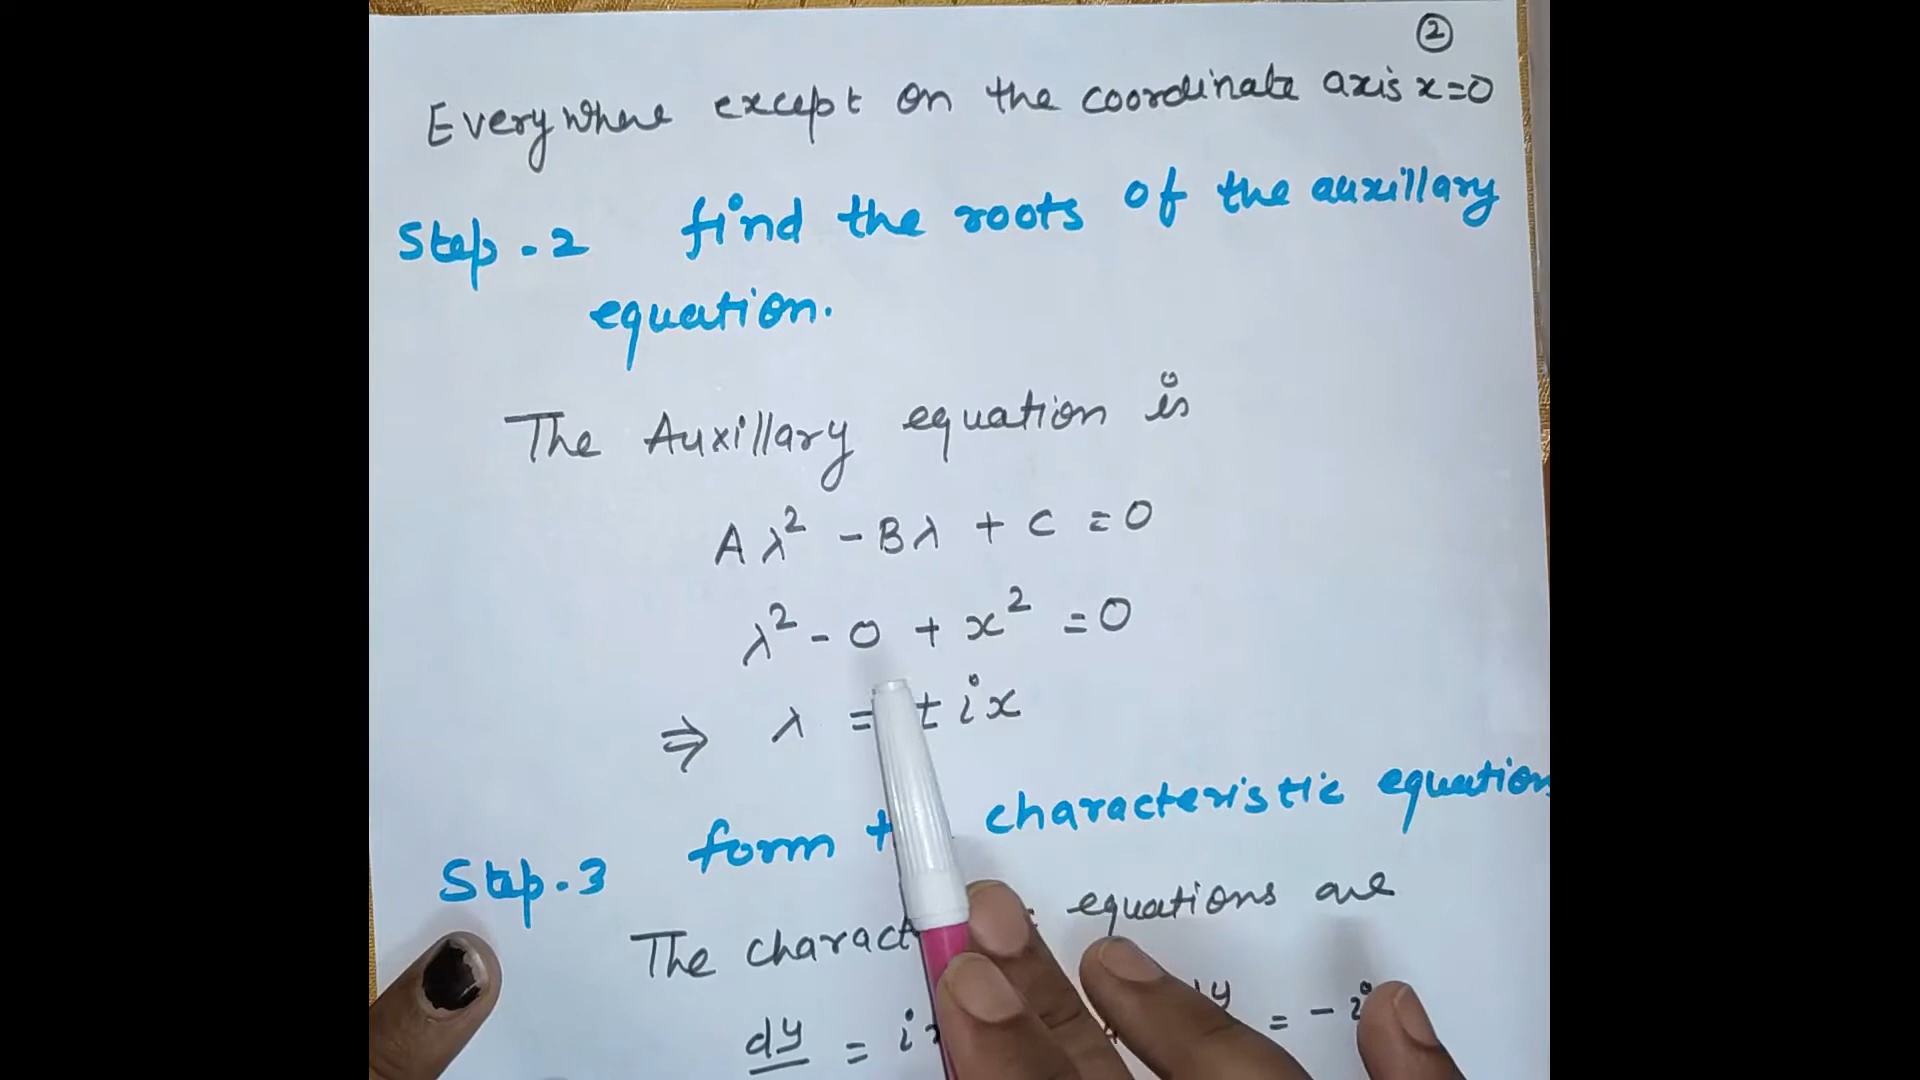 ②
Everywhere except on the coordinate axis x=0
Step-2 find the roots of the auxillary
equation.
The Auxillary equation is
Aλ² - Bλ + C = 0
λ² - 0 + x² = 0
⇒ λ = ± ix
Step-3 form characteristic equation
The equations are
dy = i = - i